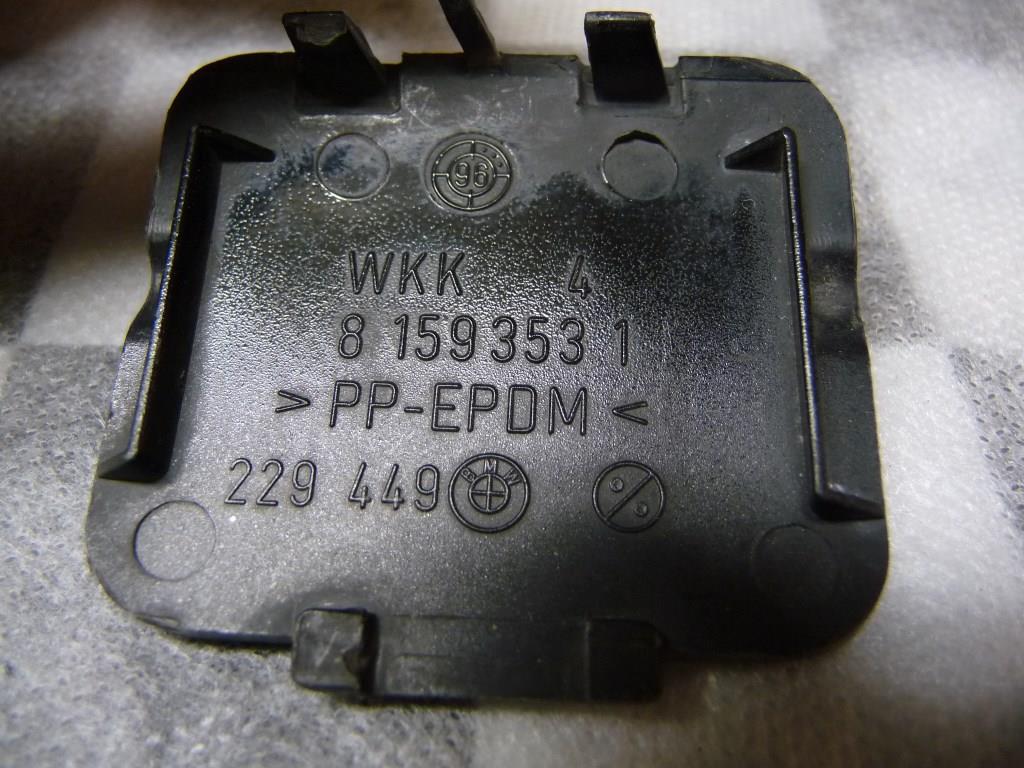 96
WKK 4
8 159 353 1
> PP-EPDM <
229 449 BMW